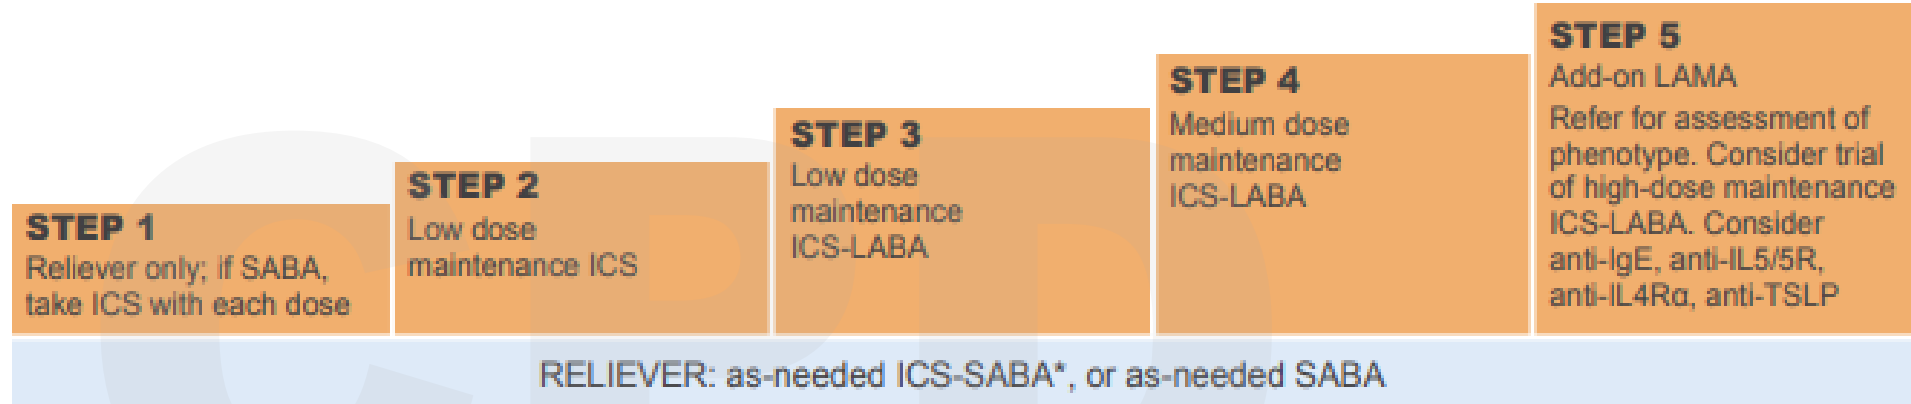 STEP 1
Reliever only; if SABA,
take ICS with each dose
STEP 2
Low dose
maintenance ICS
STEP 3
Low dose
maintenance
ICS-LABA
STEP 4
Medium dose
maintenance
ICS-LABA
STEP 5
Add-on LAMA
Refer for assessment of
phenotype. Consider trial
of high-dose maintenance
ICS-LABA. Consider
anti-IgE, anti-IL5/5R,
anti-IL4Rα, anti-TSLP
RELIEVER: as-needed ICS-SABA*, or as-needed SABA
CPD